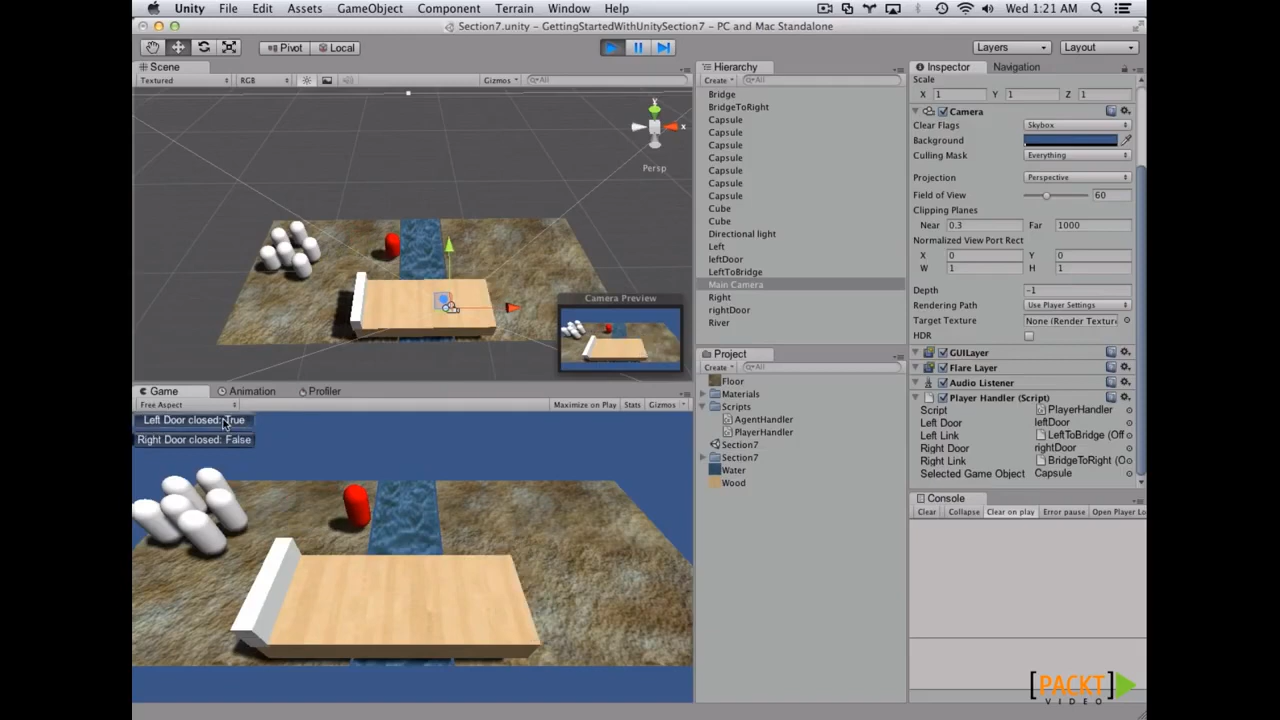 Unity File Edit Assets GameObject Component Terrain Window Help Wed 1:21 AM
Section7.unity – GettingStartedWithUnitySection7 – PC and Mac Standalone
Pivot Local Layers Layout
Scene
Textured RGB Gizmos All
y
x
Persp
Camera Preview
Game Animation Profiler
Free Aspect Maximize on Play Stats Gizmos
Left Door closed: True
Right Door closed: False
Hierarchy
Create All
Bridge
BridgeToRight
Capsule
Capsule
Capsule
Capsule
Capsule
Capsule
Capsule
Cube
Cube
Directional light
Left
leftDoor
LeftToBridge
Main Camera
Right
rightDoor
River
Project
Create All
Floor
Materials
Scripts
AgentHandler
PlayerHandler
Section7
Section7
Water
Wood
Inspector Navigation
Scale
X 1 Y 1 Z 1
Camera
Clear Flags Skybox
Background
Culling Mask Everything
Projection Perspective
Field of View 60
Clipping Planes
Near 0.3 Far 1000
Normalized View Port Rect
X 0 Y 0
W 1 H 1
Depth -1
Rendering Path Use Player Settings
Target Texture None (Render Texture
HDR
GUILayer
Flare Layer
Audio Listener
Player Handler (Script)
Script PlayerHandler
Left Door leftDoor
Left Link LeftToBridge (Off
Right Door rightDoor
Right Link BridgeToRight (O
Selected Game Object Capsule
Console
Clear Collapse Clear on play Error pause Open Player Lo
[PACKT]
VIDEO